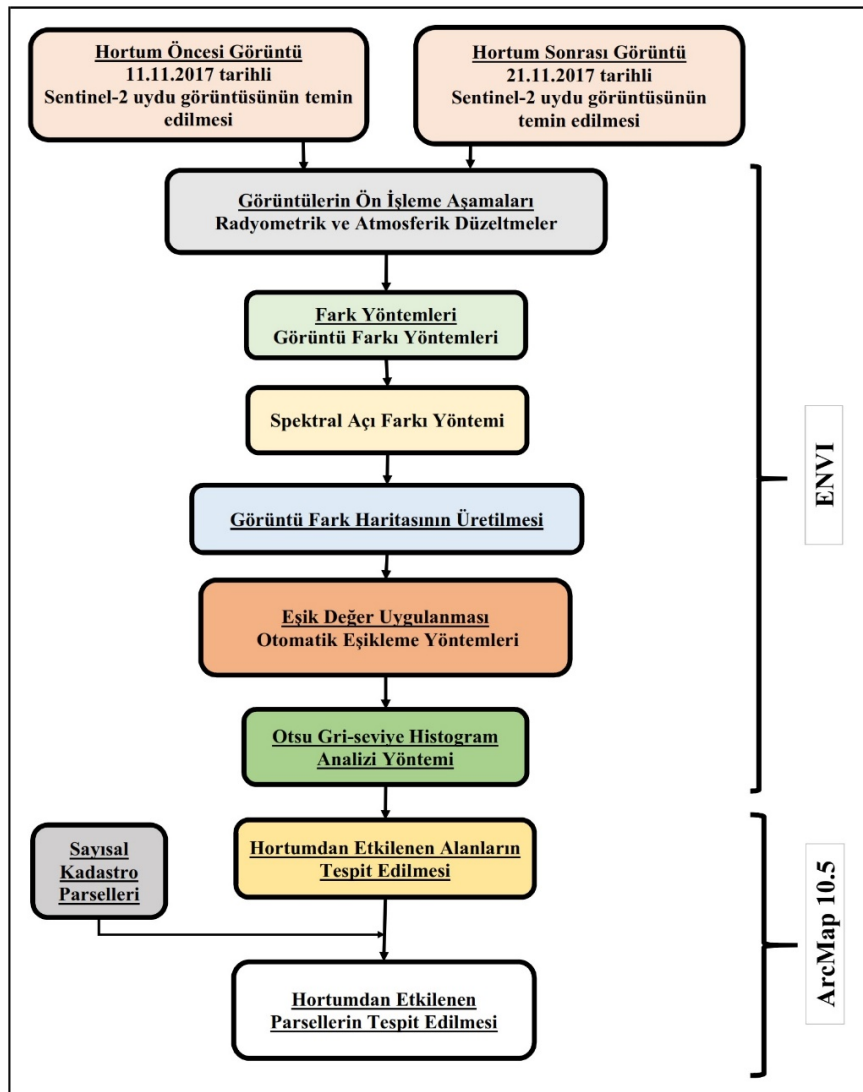 Hortum Öncesi Görüntü
11.11.2017 tarihli
Sentinel-2 uydu görüntüsünün temin
edilmesi
Hortum Sonrası Görüntü
21.11.2017 tarihli
Sentinel-2 uydu görüntüsünün
temin edilmesi
Görüntülerin Ön İşleme Aşamaları
Radyometrik ve Atmosferik Düzeltmeler
Fark Yöntemleri
Görüntü Farkı Yöntemleri
Spektral Açı Farkı Yöntemi
Görüntü Fark Haritasının Üretilmesi
Eşik Değer Uygulanması
Otomatik Eşikleme Yöntemleri
Otsu Gri-seviye Histogram
Analizi Yöntemi
ENVI
Hortumdan Etkilenen Alanların
Tespit Edilmesi
Sayısal
Kadastro
Parselleri
Hortumdan Etkilenen
Parsellerin Tespit Edilmesi
ArcMap 10.5